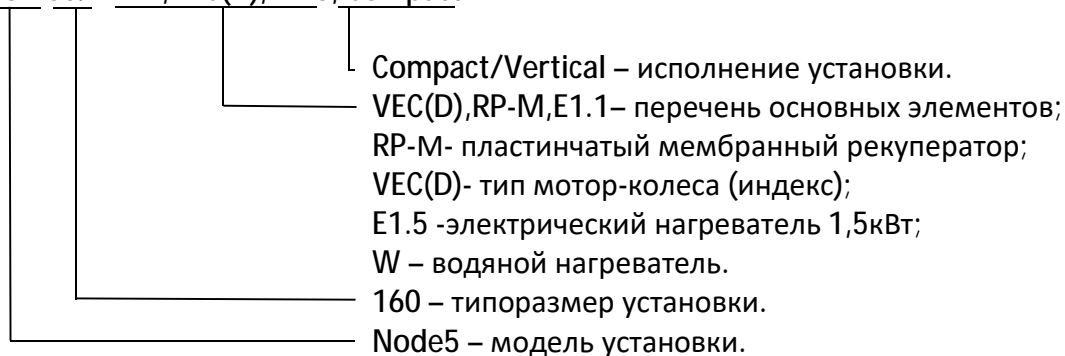 Compact/Vertical – исполнение установки.
VEC(D),RP-M,E1.1– перечень основных элементов;
RP-M- пластинчатый мембранный рекуператор;
VEC(D)- тип мотор-колеса (индекс);
E1.5 -электрический нагреватель 1,5кВт;
W – водяной нагреватель.
160 – типоразмер установки.
Node5 – модель установки.